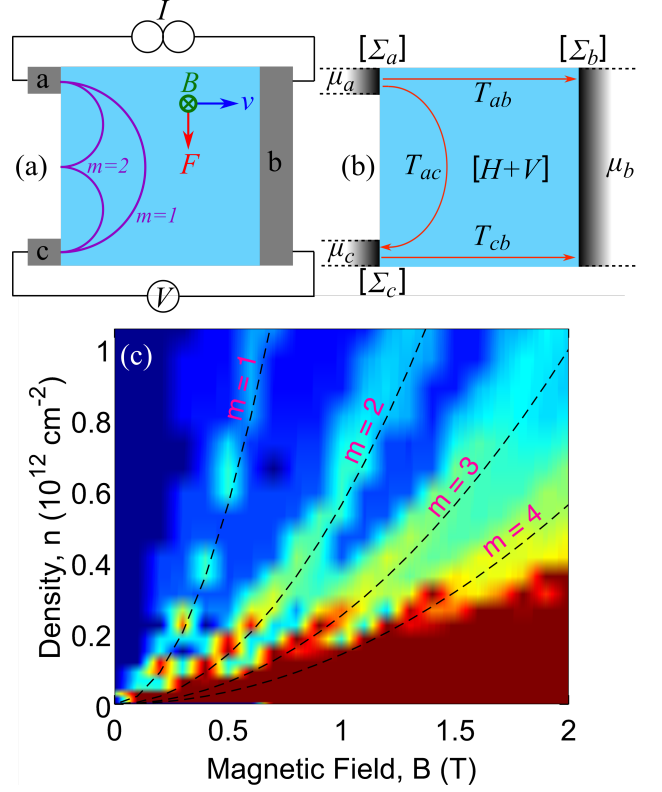 I
a
B
v
F
(a)
m=2
m=1
b
c
V
[Σa]
[Σb]
μa
Tab
(b)
Tac
[H+V]
μb
μc
Tcb
[Σc]
(c)
m = 1
m = 2
m = 3
m = 4
1
0.8
0.6
0.4
0.2
0
Density, n (10¹² cm⁻²)
0
0.5
1
1.5
2
Magnetic Field, B (T)